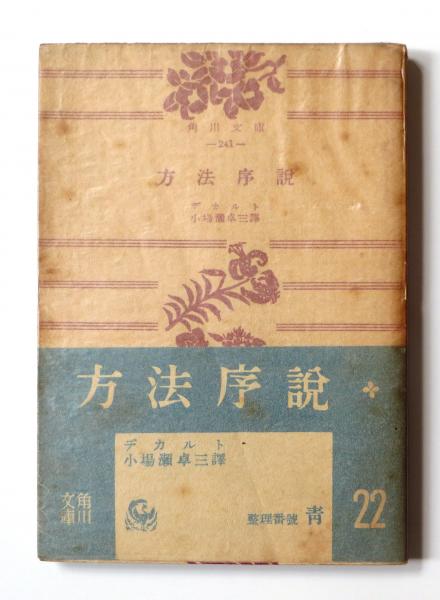 角川文庫
—241—
方法序説
デカルト
小場瀬卓三譯
方法序説
デカルト
小場瀬卓三譯
角川文庫
整理番號 青 22